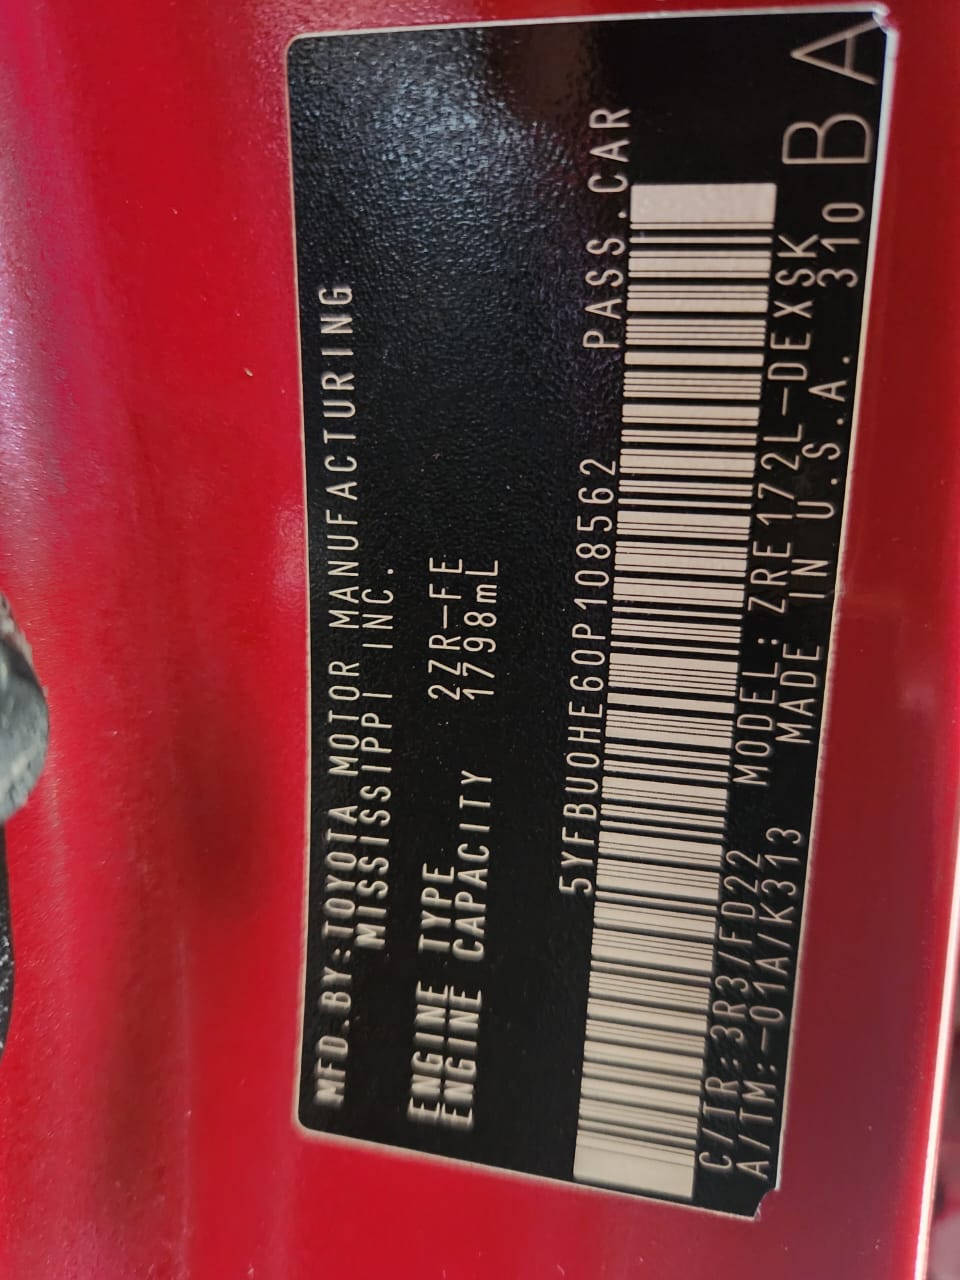 MFD.BY:TOYOTA MOTOR MANUFACTURING
MISSISSIPPI INC.
ENGINE TYPE 2ZR-FE
ENGINE CAPACITY 1798mL
5YFBU0HE60P108562 PASS.CAR
C/TR:3R3/FD22 MODEL:ZRE172L-DEXSK
A/TM:-01A/K313 MADE IN U.S.A. 310 BA